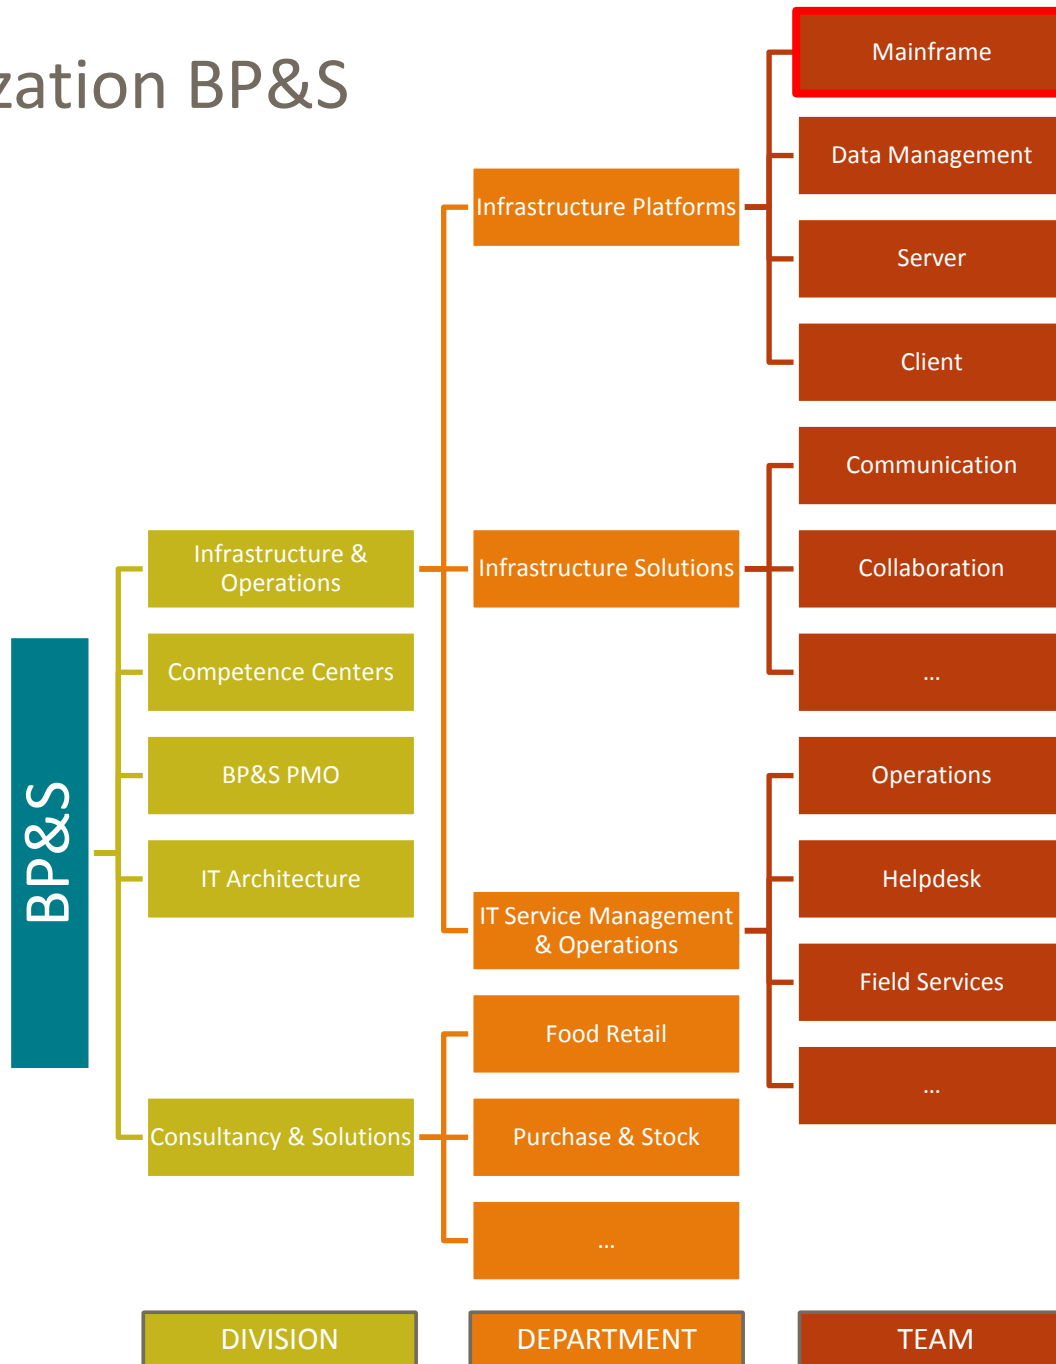 zation BP&S
Mainframe
Data Management
Infrastructure Platforms
Server
Client
Communication
Infrastructure &
Operations
Infrastructure Solutions
Collaboration
Competence Centers
...
BP&S
BP&S PMO
Operations
IT Architecture
Helpdesk
IT Service Management
& Operations
Field Services
Food Retail
...
Consultancy & Solutions
Purchase & Stock
...
DIVISION
DEPARTMENT
TEAM